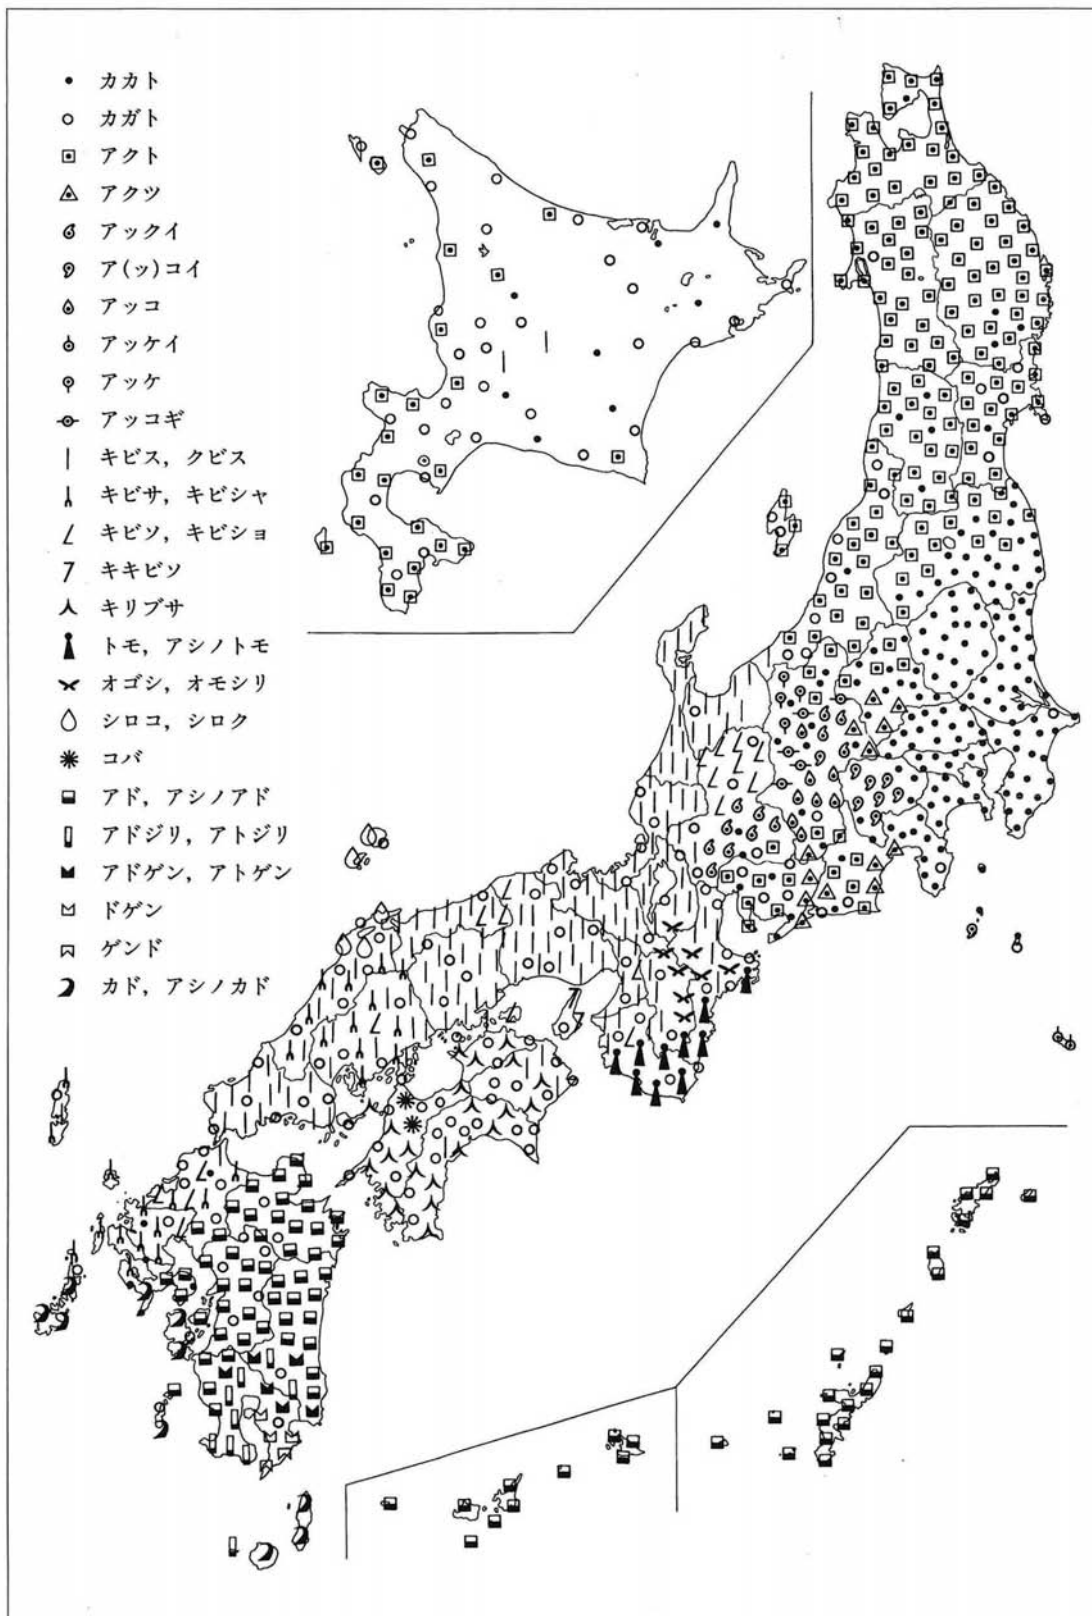 カカト
カガト
アクト
アクツ
アックイ
ア(ッ)コイ
アッコ
アッケイ
アッケ
アッコギ
キビス, クビス
キビサ, キビシャ
キビソ, キビショ
キキビソ
キリブサ
トモ, アシノトモ
オゴシ, オモシリ
シロコ, シロク
コバ
アド, アシノアド
アドジリ, アトジリ
アドゲン, アトゲン
ドゲン
ゲンド
カド, アシノカド